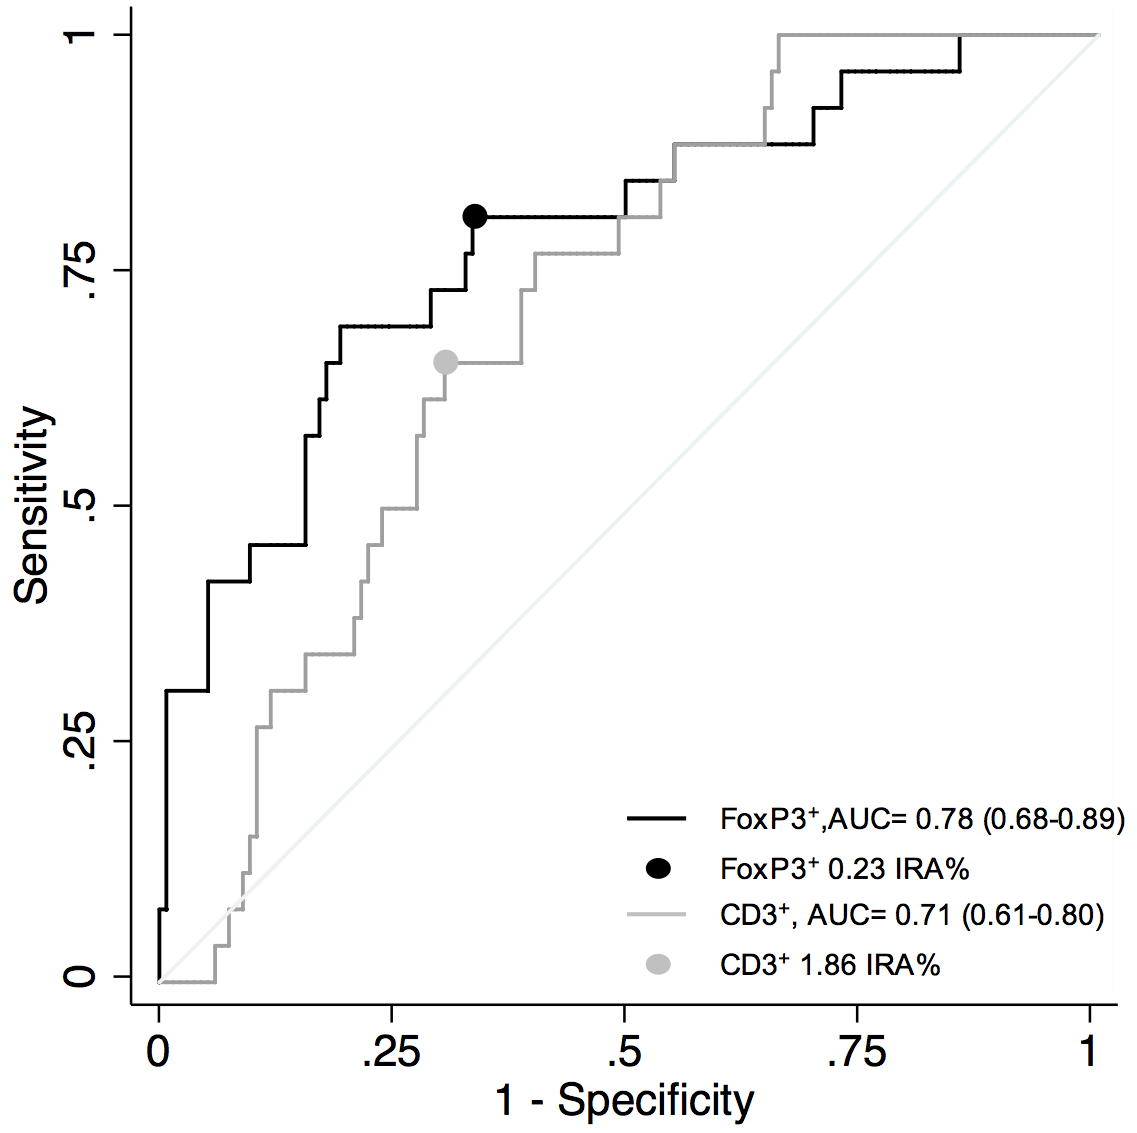 1
.75
.5
.25
0
Sensitivity
0 .25 .5 .75 1
1 - Specificity
FoxP3⁺,AUC= 0.78 (0.68-0.89)
FoxP3⁺ 0.23 IRA%
CD3⁺, AUC= 0.71 (0.61-0.80)
CD3⁺ 1.86 IRA%